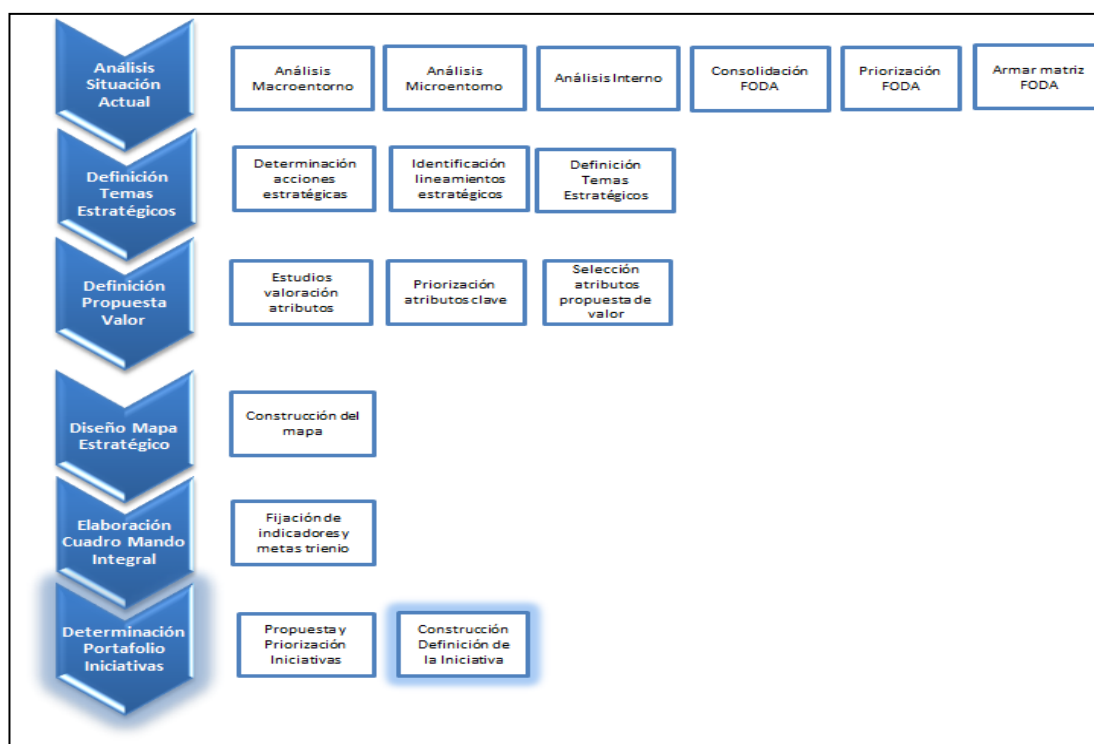 Análisis
Situación
Actual
Análisis
Macroentorno
Análisis
Microentorno
Análisis Interno
Consolidación
FODA
Priorización
FODA
Armar matriz
FODA
Definición
Temas
Estratégicos
Determinación
acciones
estratégicas
Identificación
lineamientos
estratégicos
Definición
Temas
Estratégicos
Definición
Propuesta
Valor
Estudios
valoración
atributos
Priorización
atributos clave
Selección
atributos
propuesta de
valor
Diseño Mapa
Estratégico
Construcción del
mapa
Elaboración
Cuadro Mando
Integral
Fijación de
indicadores y
metas trienio
Determinación
Portafolio
Iniciativas
Propuesta y
Priorización
Iniciativas
Construcción
Definición de
la Iniciativa